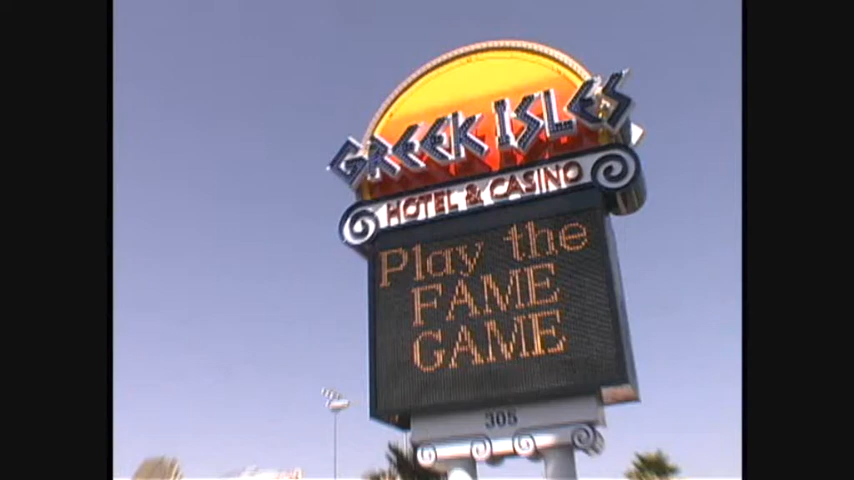 GREEK ISLES
HOTEL & CASINO
Play the
FAME
GAME
305